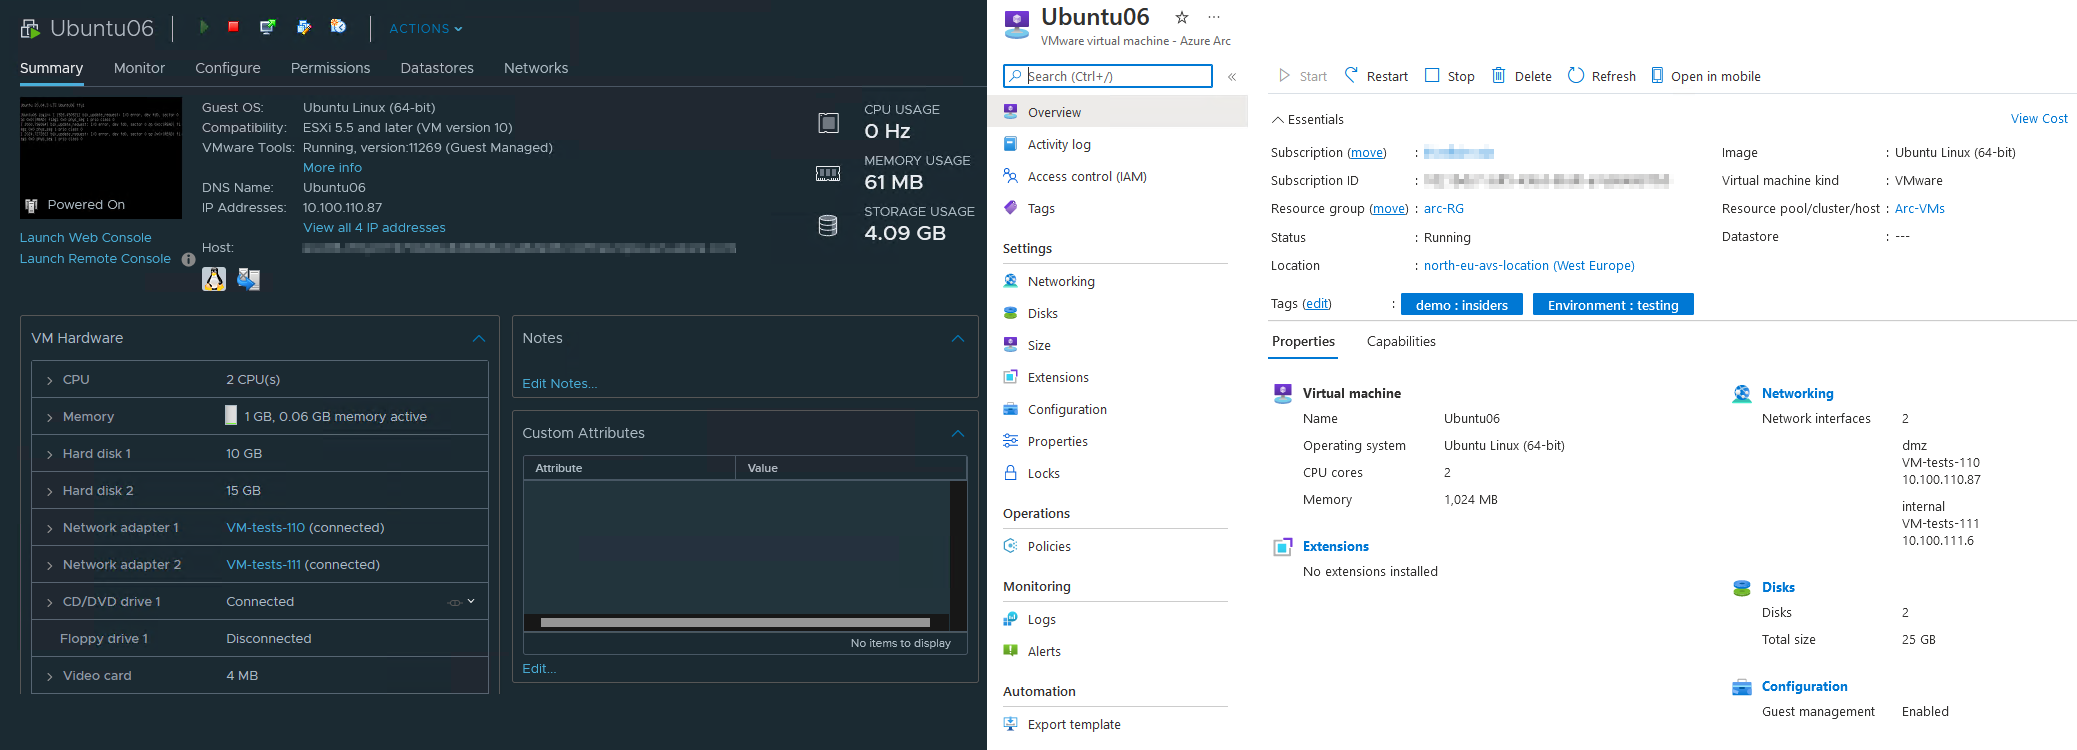 Ubuntu06
ACTIONS
Summary Monitor Configure Permissions Datastores Networks
Powered On
Launch Web Console
Launch Remote Console
Guest OS: Ubuntu Linux (64-bit)
Compatibility: ESXi 5.5 and later (VM version 10)
VMware Tools: Running, version:11269 (Guest Managed)
More info
DNS Name: Ubuntu06
IP Addresses: 10.100.110.87
View all 4 IP addresses
Host:
CPU USAGE
0 Hz
MEMORY USAGE
61 MB
STORAGE USAGE
4.09 GB
VM Hardware
CPU 2 CPU(s)
Memory 1 GB, 0.06 GB memory active
Hard disk 1 10 GB
Hard disk 2 15 GB
Network adapter 1 VM-tests-110 (connected)
Network adapter 2 VM-tests-111 (connected)
CD/DVD drive 1 Connected
Floppy drive 1 Disconnected
Video card 4 MB
Notes
Edit Notes...
Custom Attributes
Attribute Value
No items to display
Edit...
Ubuntu06
VMware virtual machine - Azure Arc
Search (Ctrl+/)
Overview
Activity log
Access control (IAM)
Tags
Settings
Networking
Disks
Size
Extensions
Configuration
Properties
Locks
Operations
Policies
Monitoring
Logs
Alerts
Automation
Export template
Start Restart Stop Delete Refresh Open in mobile
Essentials
View Cost
Subscription (move) :
Subscription ID :
Resource group (move) : arc-RG
Status : Running
Location : north-eu-avs-location (West Europe)
Image : Ubuntu Linux (64-bit)
Virtual machine kind : VMware
Resource pool/cluster/host : Arc-VMs
Datastore : ---
Tags (edit) : demo : insiders Environment : testing
Properties Capabilities
Virtual machine
Name Ubuntu06
Operating system Ubuntu Linux (64-bit)
CPU cores 2
Memory 1,024 MB
Extensions
No extensions installed
Networking
Network interfaces 2
dmz
VM-tests-110
10.100.110.87
internal
VM-tests-111
10.100.111.6
Disks
Disks 2
Total size 25 GB
Configuration
Guest management Enabled